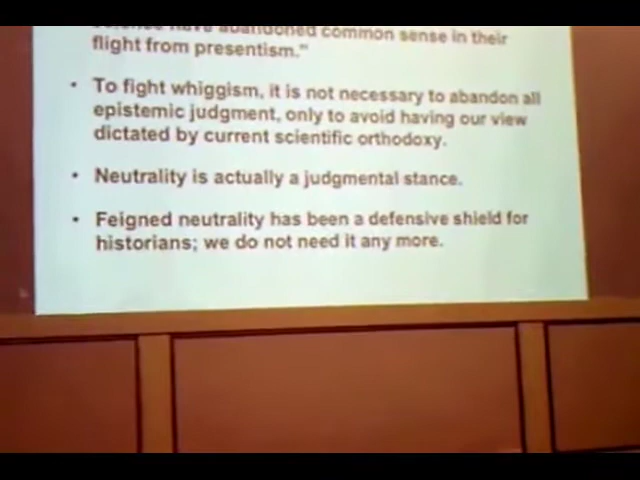 have abandoned common sense in their
flight from presentism."
• To fight whiggism, it is not necessary to abandon all
epistemic judgment, only to avoid having our view
dictated by current scientific orthodoxy.
• Neutrality is actually a judgmental stance.
• Feigned neutrality has been a defensive shield for
historians; we do not need it any more.